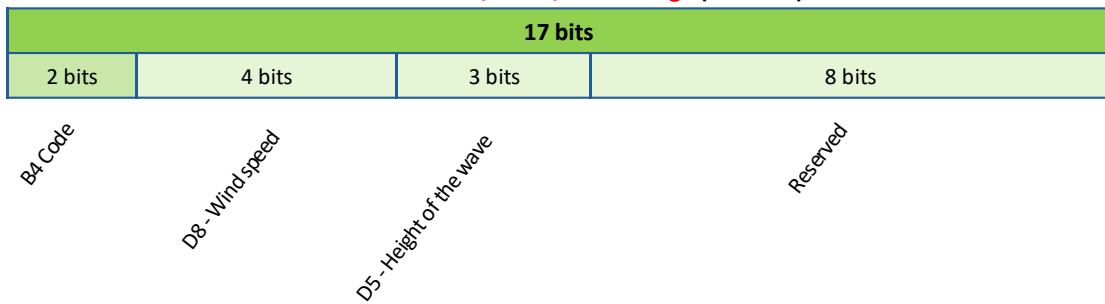 17 bits
2 bits 4 bits 3 bits 8 bits
B4 Code
D8 - Wind speed
D5 - Height of the wave
Reserved